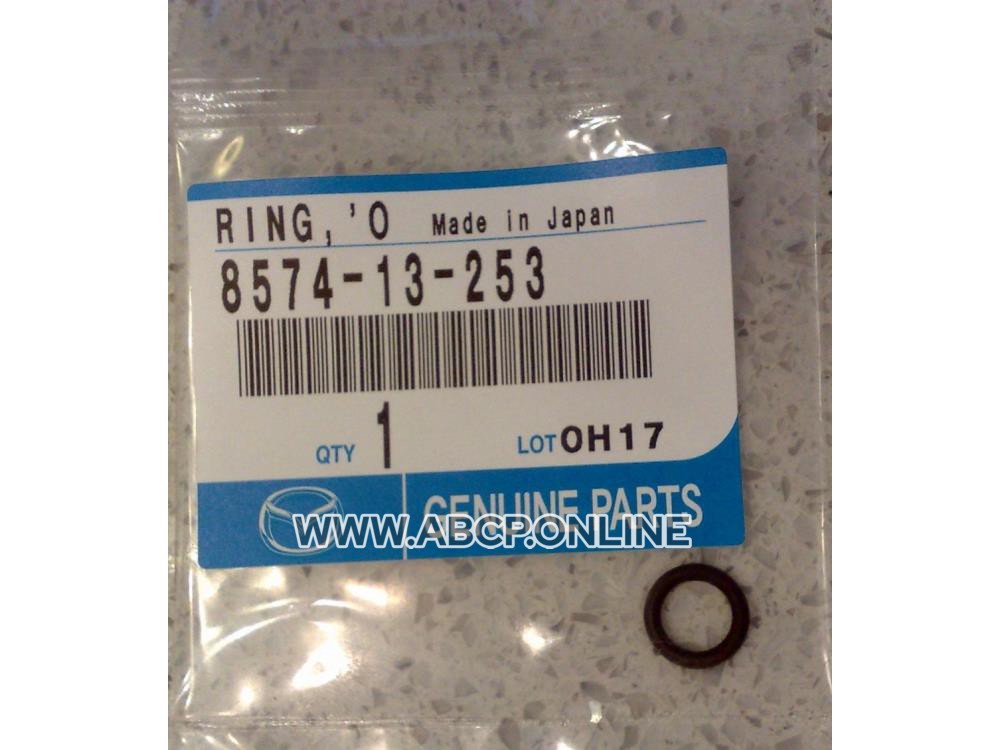 RING, 'O Made in Japan
8574-13-253
QTY 1 LOT OH17
GENUINE PARTS
WWW.ABCP.ONLINE